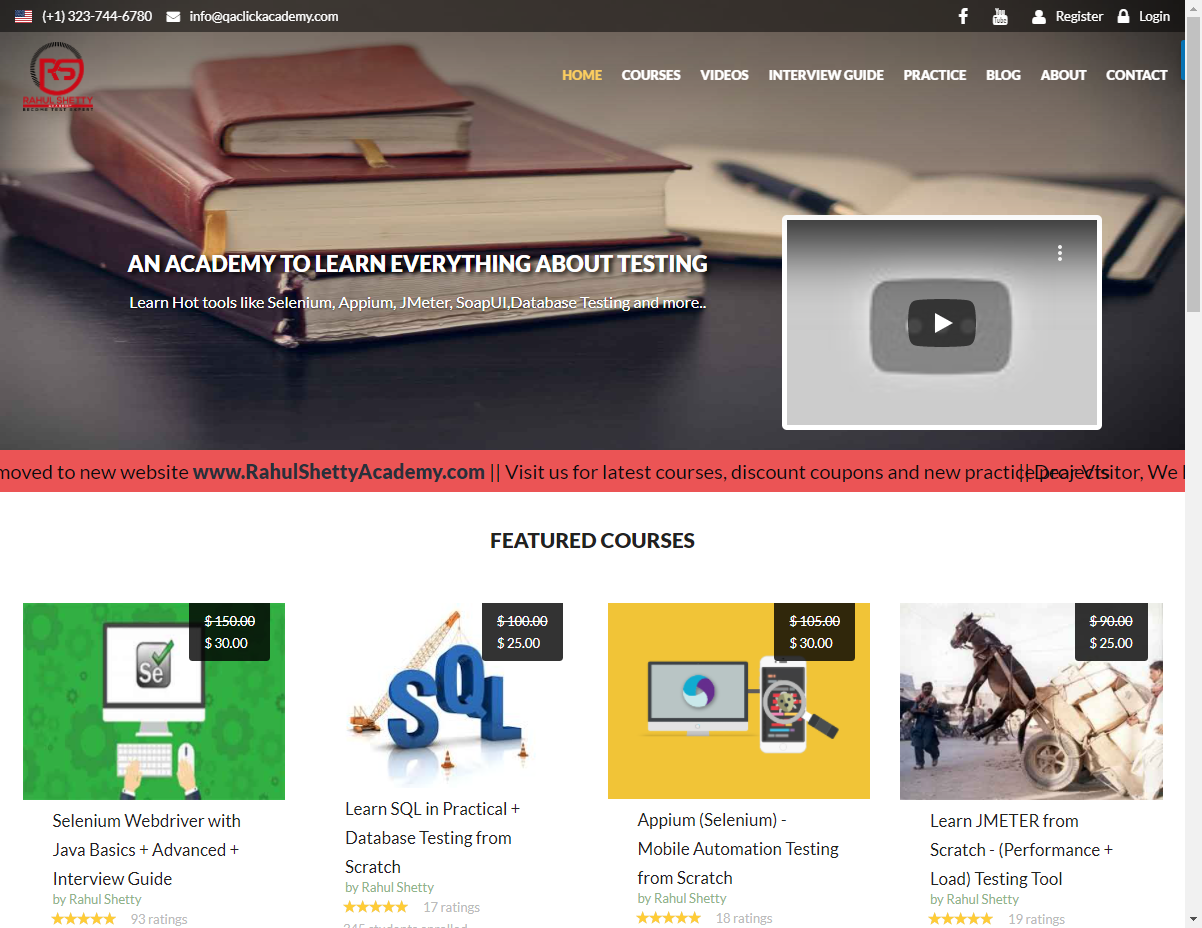 (+1) 323-744-6780 info@qaclickacademy.com Register Login
RS
RAHUL SHETTY
HOME COURSES VIDEOS INTERVIEW GUIDE PRACTICE BLOG ABOUT CONTACT
AN ACADEMY TO LEARN EVERYTHING ABOUT TESTING
Learn Hot tools like Selenium, Appium, JMeter, SoapUI,Database Testing and more..
moved to new website www.RahulShettyAcademy.com || Visit us for latest courses, discount coupons and new practice projects
|| Dear Visitor, We
FEATURED COURSES
$ 150.00
$ 30.00
Se
Selenium Webdriver with
Java Basics + Advanced +
Interview Guide
by Rahul Shetty
93 ratings
$ 100.00
$ 25.00
SQL
Learn SQL in Practical +
Database Testing from
Scratch
by Rahul Shetty
17 ratings
$ 105.00
$ 30.00
Appium (Selenium) -
Mobile Automation Testing
from Scratch
by Rahul Shetty
18 ratings
$ 90.00
$ 25.00
Learn JMETER from
Scratch - (Performance +
Load) Testing Tool
by Rahul Shetty
19 ratings